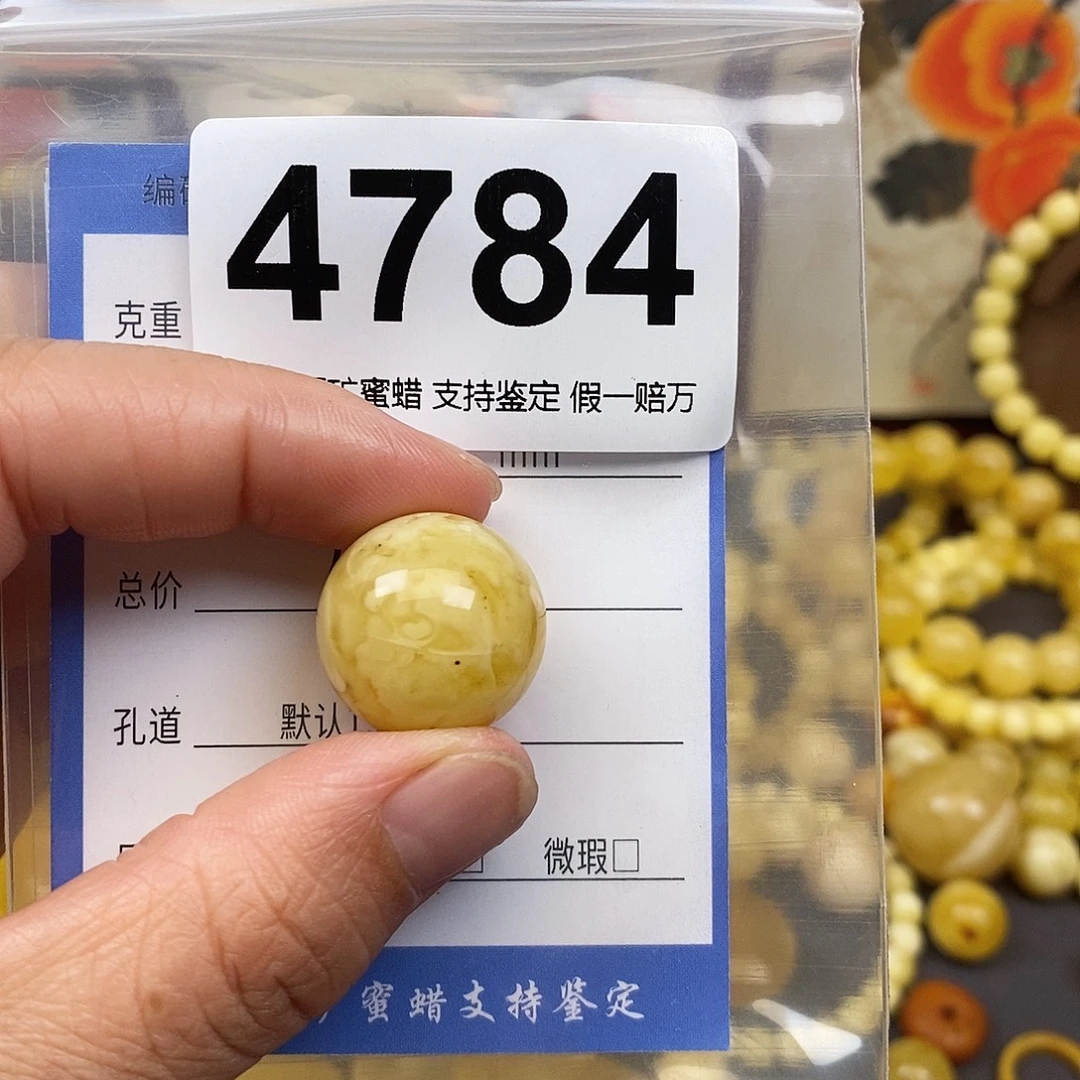 4784
编
克重
矿蜜蜡 支持鉴定 假一赔万
mm
总价
孔道 默认
□ 微瑕□
蜜蜡支持鉴定